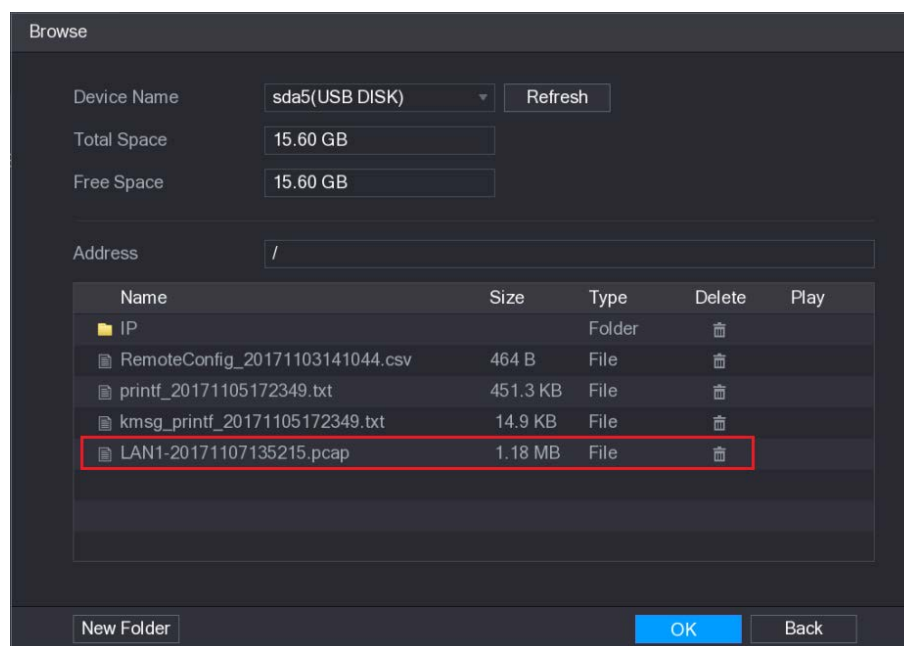 Browse
Device Name sda5(USB DISK) Refresh
Total Space 15.60 GB
Free Space 15.60 GB
Address /
Name Size Type Delete Play
IP Folder
RemoteConfig_20171103141044.csv 464 B File
printf_20171105172349.txt 451.3 KB File
kmsg_printf_20171105172349.txt 14.9 KB File
LAN1-20171107135215.pcap 1.18 MB File
New Folder OK Back